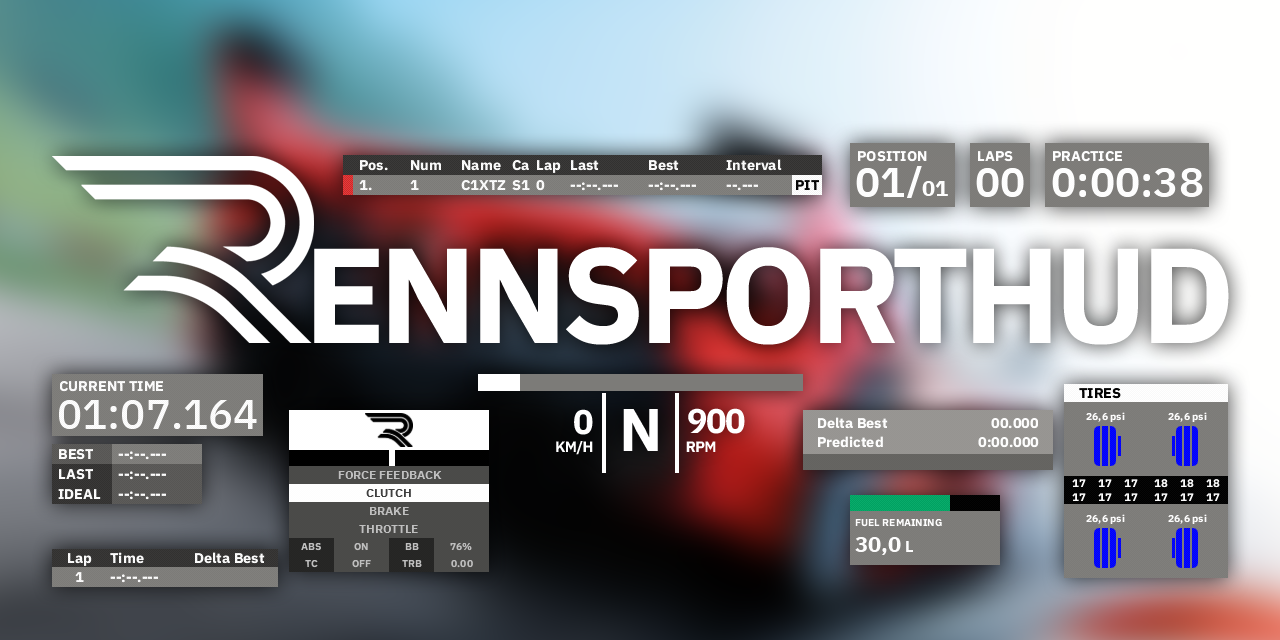 Pos. Num Name Ca Lap Last Best Interval
1. 1 C1XTZ S1 0 --:--.--- --:--.--- --.--- PIT
POSITION
01/01
LAPS
00
PRACTICE
0:00:38
RENNSPORTHUD
CURRENT TIME
01:07.164
BEST --:--.---
LAST --:--.---
IDEAL --:--.---
Lap Time Delta Best
1 --:--.---
FORCE FEEDBACK
CLUTCH
BRAKE
THROTTLE
ABS ON BB 76%
TC OFF TRB 0.00
0
KM/H
N
900
RPM
Delta Best 00.000
Predicted 0:00.000
FUEL REMAINING
30,0 L
TIRES
26,6 psi 26,6 psi
17 17 17 18 18 18
17 17 17 17 17 17
26,6 psi 26,6 psi